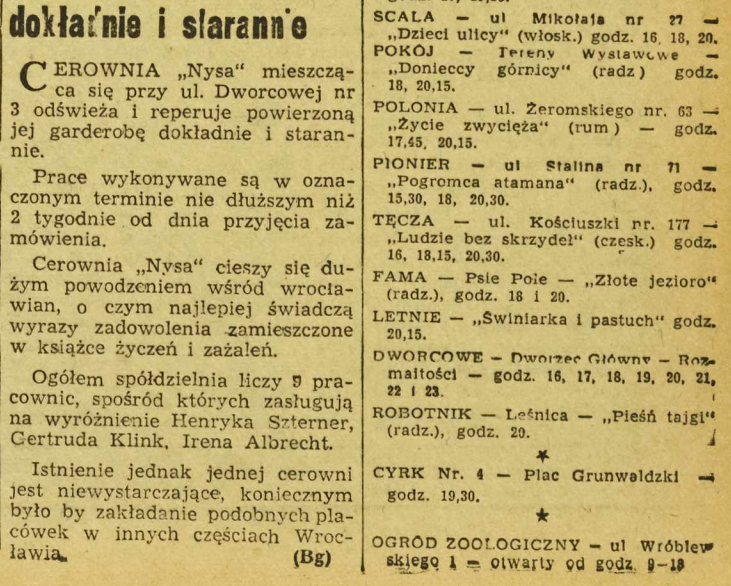 dokładnie i starannie
CEROWNIA „Nysa“ mieszczą-
ca się przy ul. Dworcowej nr
3 odświeża i reperuje powierzoną
jej garderobę dokładnie i staran-
nie.
Prace wykonywane są w ozna-
czonym terminie nie dłuższym niż
2 tygodnie od dnia przyjęcia za-
mówienia.
Cerownia „Nysa“ cieszy się du-
żym powodzeniem wśród wrocła-
wian, o czym najlepiej świadczą
wyrazy zadowolenia zamieszczone
w książce życzeń i zażaleń.
Ogółem spółdzielnia liczy 9 pra-
cownic, spośród których zasługują
na wyróżnienie Henryka Szterner,
Gertruda Klink, Irena Albrecht.
Istnienie jednak jednej cerowni
jest niewystarczające, koniecznym
było by zakładanie podobnych pla-
cówek w innych częściach Wroc-
ławia.
(Bg)
SCALA — ul Mikołaja nr 27 —
„Dzieci ulicy“ (włosk.) godz. 16, 18, 20.
POKÓJ — Tereny Wystawowe —
„Donieccy górnicy“ (radz) godz.
18, 20,15.
POLONIA — ul. Żeromskiego nr. 63 —
„Życie zwycięża“ (rum) — godz.
17,45, 20,15.
PIONIER — ul Stalina nr 71 —
„Pogromca atamana“ (radz.), godz.
15,30, 18, 20,30.
TĘCZA — ul. Kościuszki nr. 177 —
„Ludzie bez skrzydeł“ (czesk.) godz.
16, 18,15, 20,30.
FAMA — Psie Pole — „Złote jezioro“
(radz.), godz. 18 i 20.
LETNIE — „Świniarka i pastuch“ godz.
20,15.
DWORCOWE — Dworzec Główny — Roz-
maitości — godz. 16, 17, 18, 19, 20, 21,
22 i 23.
ROBOTNIK — Leśnica — „Pieśń tajgi“
(radz.), godz. 20.
★
CYRK Nr. 4 — Plac Grunwaldzki —
godz. 19,30.
★
OGRÓD ZOOLOGICZNY — ul Wróblew
skiego 1 — otwarty od godz 9—18